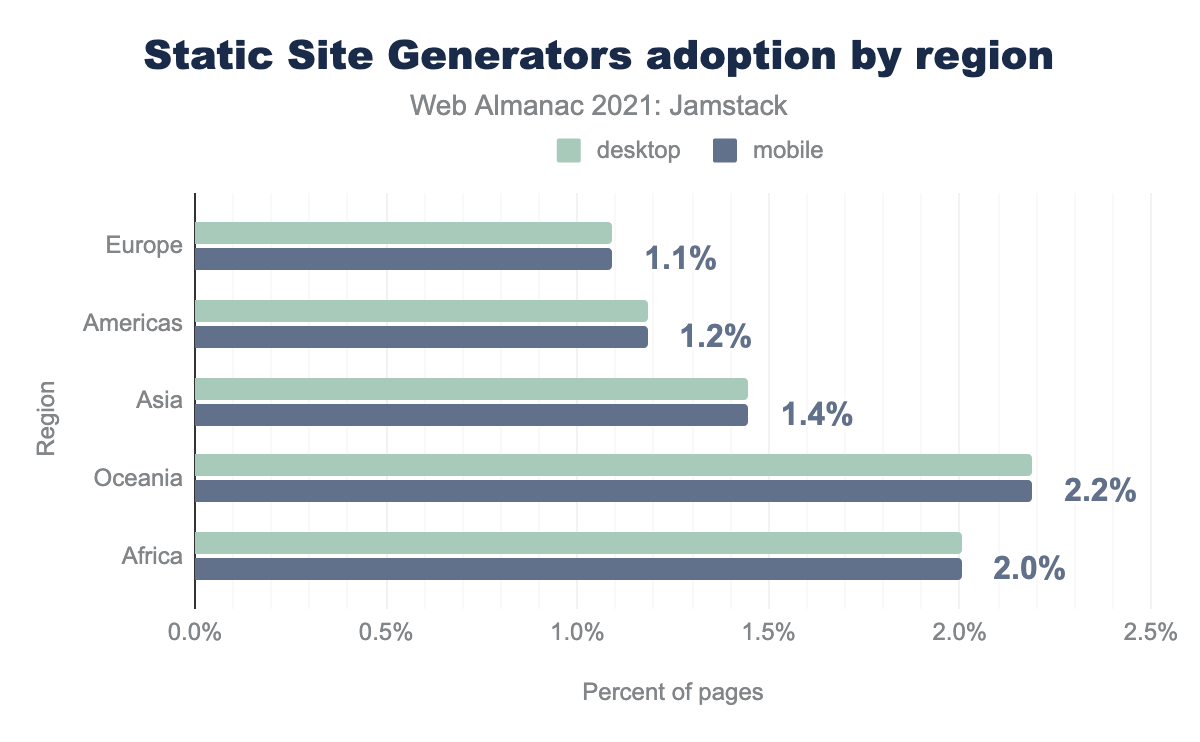 Static Site Generators adoption by region
Web Almanac 2021: Jamstack
desktop
mobile
Region
Europe
1.1%
Americas
1.2%
Asia
1.4%
Oceania
2.2%
Africa
2.0%
0.0%
0.5%
1.0%
1.5%
2.0%
2.5%
Percent of pages